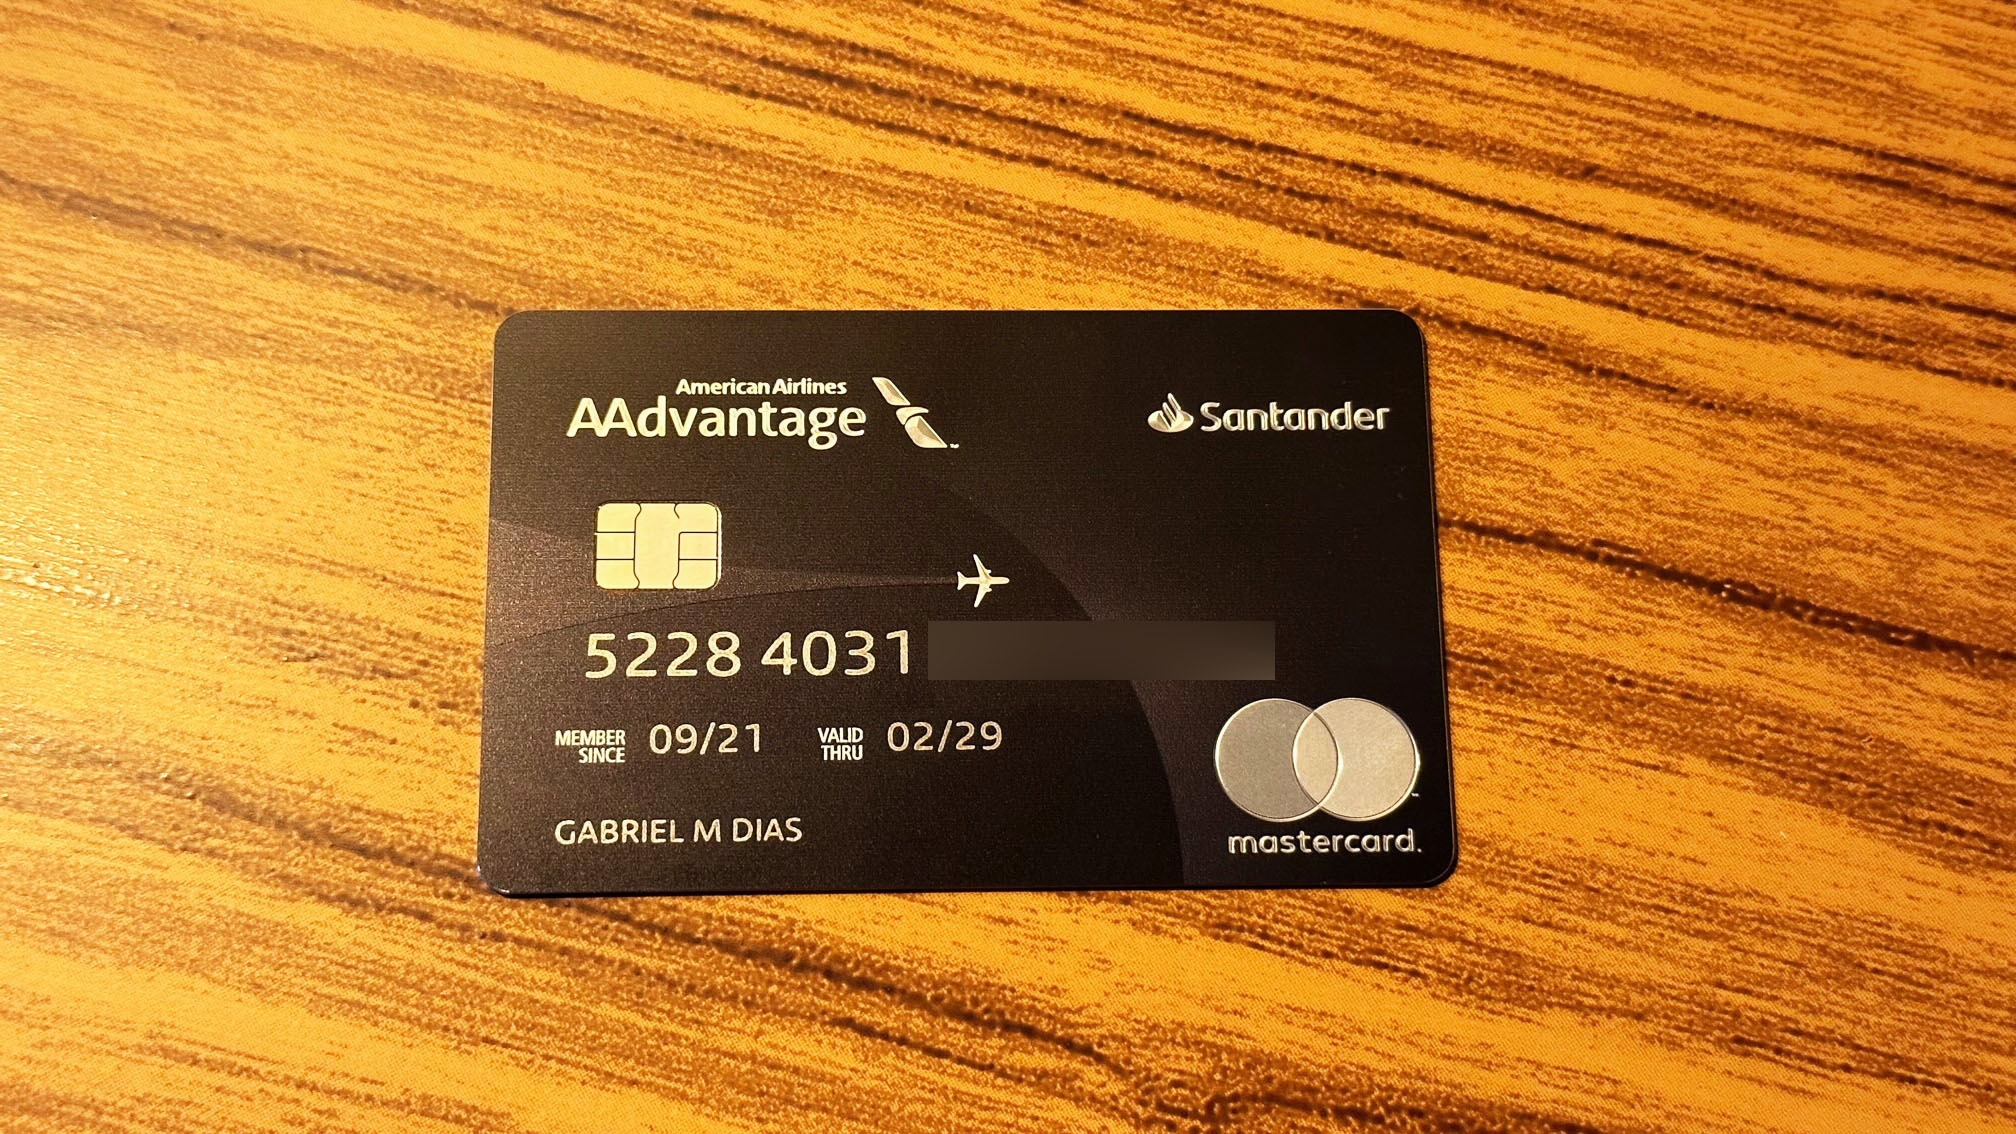 American Airlines
AAdvantage
Santander
5228 4031
MEMBER SINCE 09/21 VALID THRU 02/29
GABRIEL M DIAS
mastercard.